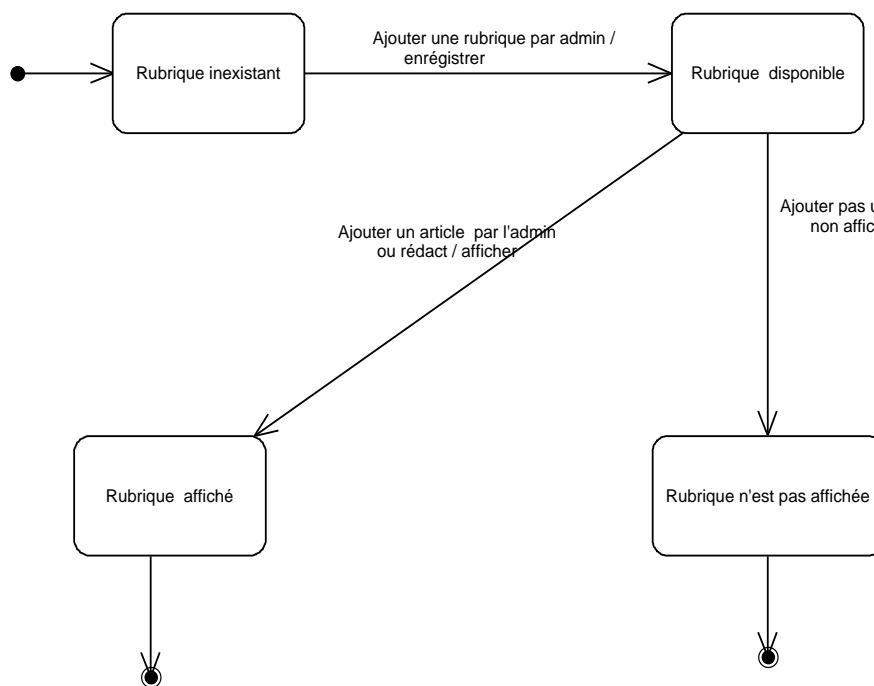 Ajouter une rubrique par admin /
enrégistrer
Rubrique inexistant
Rubrique  disponible
Ajouter pas
non
Ajouter un article  par l'admin
ou rédact / afficher
Rubrique  affiché
Rubrique n'est pas affichée